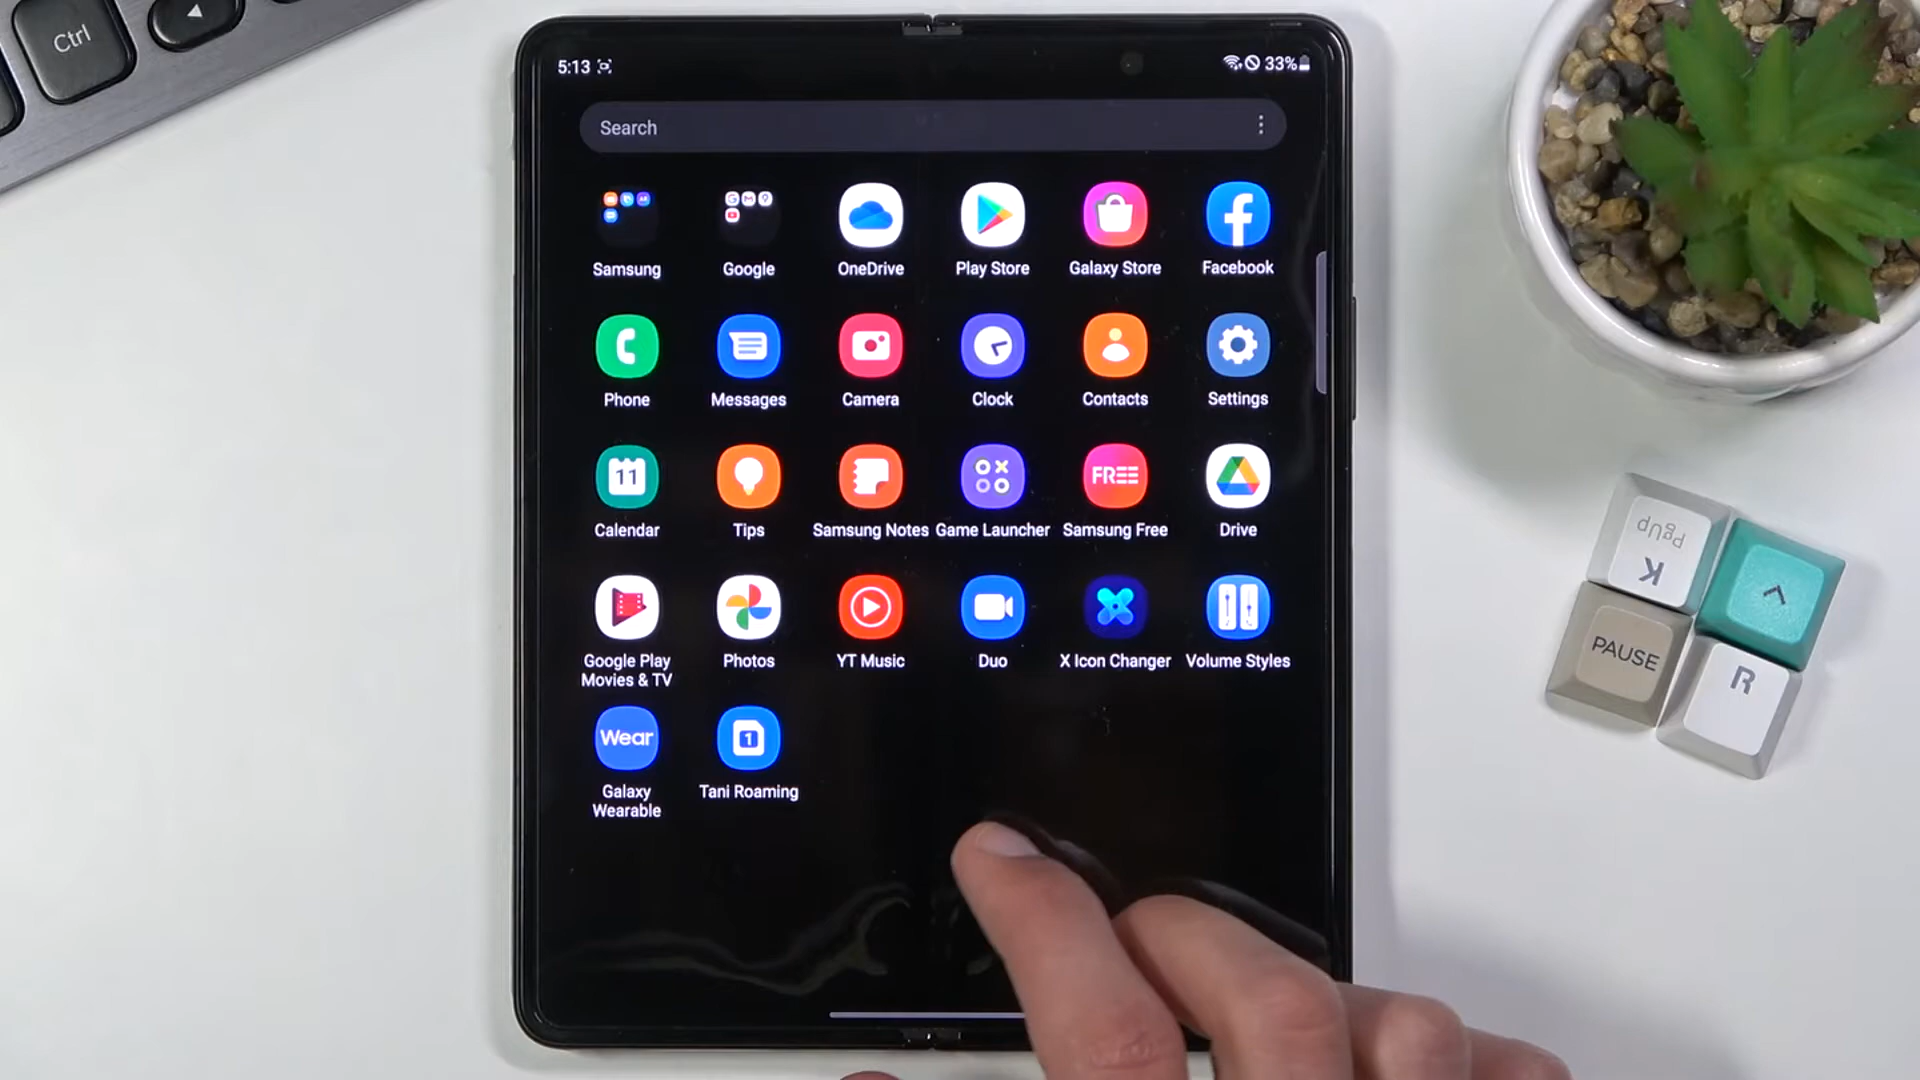 Ctrl
5:13
33%
Search
Samsung
Google
OneDrive
Play Store
Galaxy Store
Facebook
Phone
Messages
Camera
Clock
Contacts
Settings
11
FREE
Calendar
Tips
Samsung Notes
Game Launcher
Samsung Free
Drive
Google Play
Movies & TV
Photos
YT Music
Duo
X Icon Changer
Volume Styles
Wear
1
Galaxy
Wearable
Tani Roaming
PgUp
K
PAUSE
R